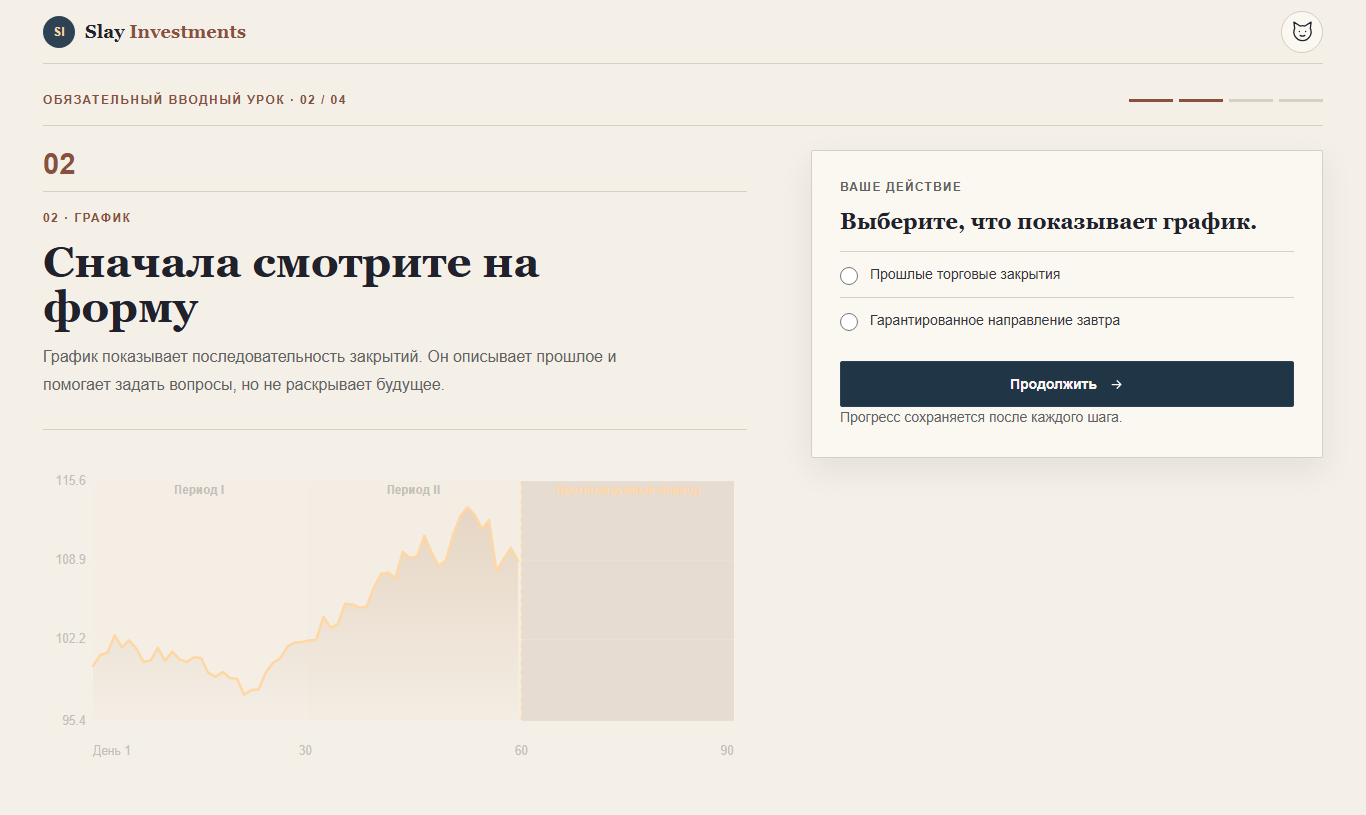 SI
Slay Investments
ОБЯЗАТЕЛЬНЫЙ ВВОДНЫЙ УРОК · 02 / 04
02
02 · ГРАФИК
Сначала смотрите на
форму
График показывает последовательность закрытий. Он описывает прошлое и
помогает задать вопросы, но не раскрывает будущее.
115.6
Период I
Период II
108.9
102.2
95.4
День 1
30
60
90
ВАШЕ ДЕЙСТВИЕ
Выберите, что показывает график.
Прошлые торговые закрытия
Гарантированное направление завтра
Продолжить →
Прогресс сохраняется после каждого шага.